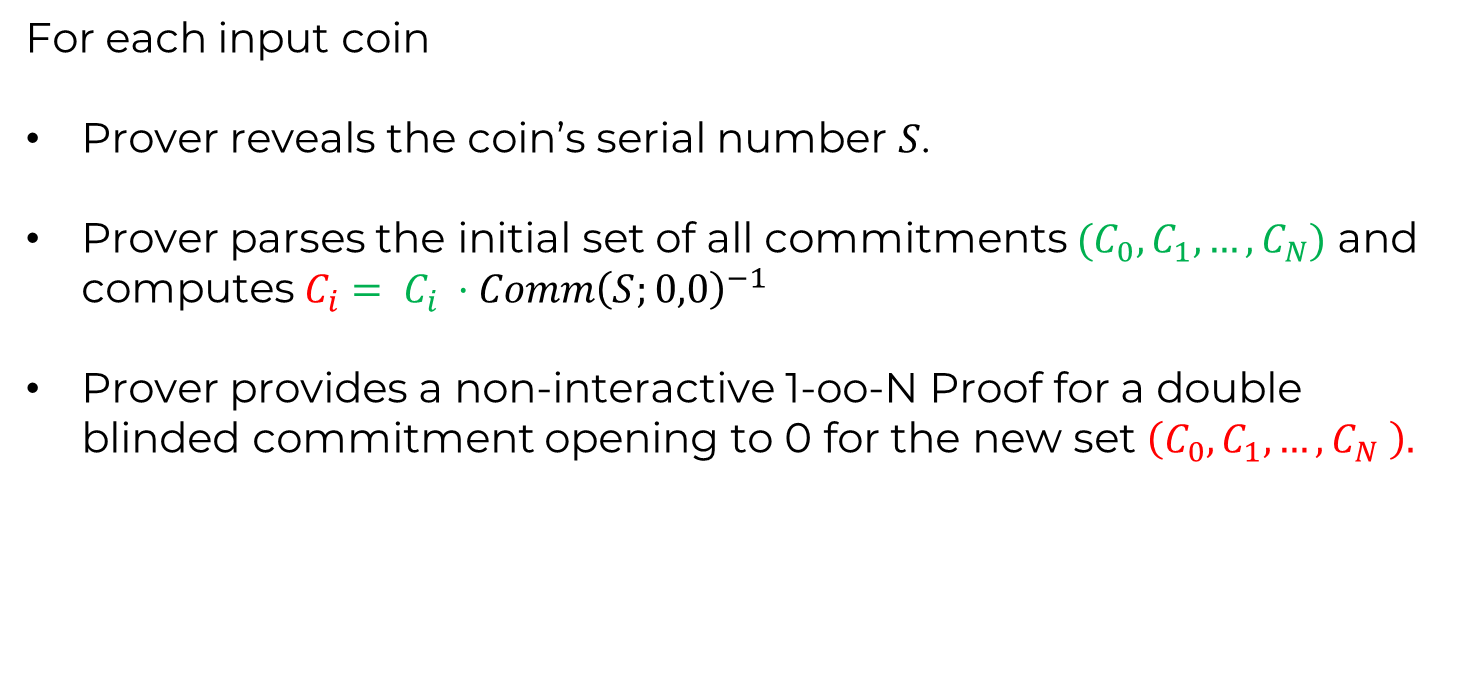 For each input coin
• Prover reveals the coin’s serial number S.
• Prover parses the initial set of all commitments (C₀, C₁, … , C_N) and
computes Cᵢ = Cᵢ · Comm(S; 0,0)⁻¹
• Prover provides a non-interactive 1-oo-N Proof for a double
blinded commitment opening to 0 for the new set (C₀, C₁, … , C_N ).